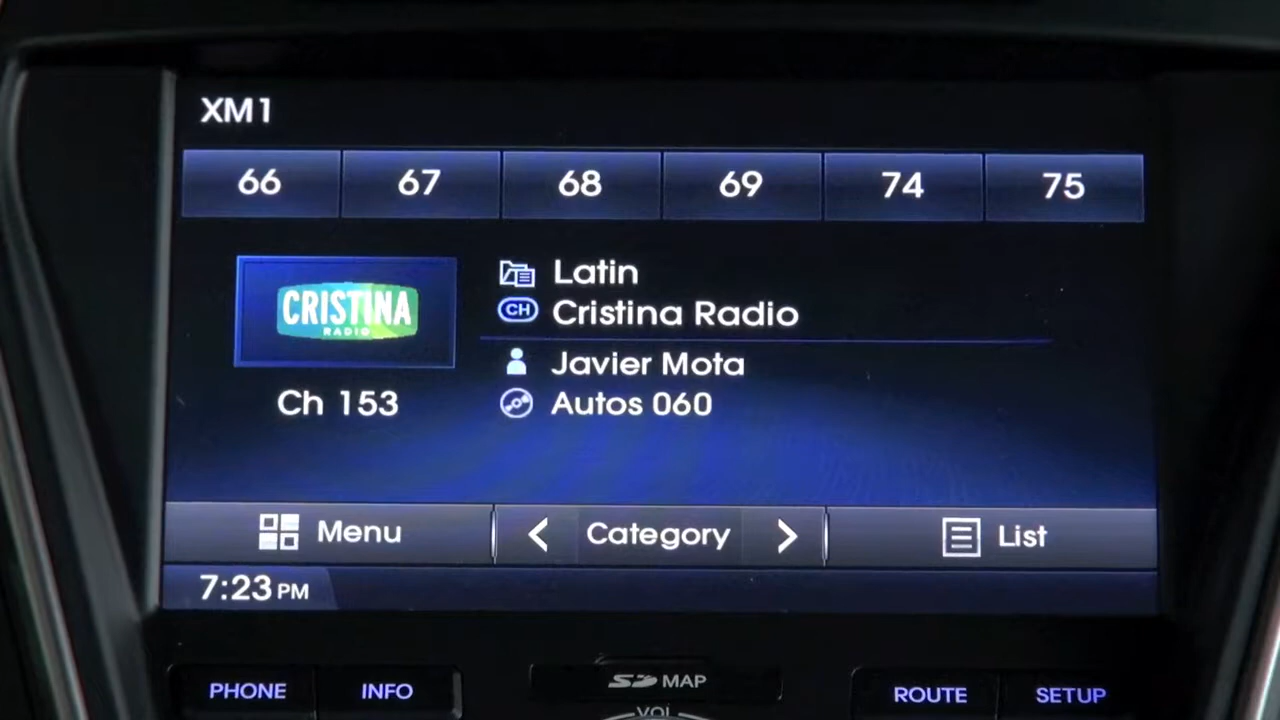 XM1
66 67 68 69 74 75
CRISTINA
RADIO
Ch 153
Latin
CH Cristina Radio
Javier Mota
Autos 060
Menu Category List
7:23 PM
PHONE INFO SD MAP ROUTE SETUP
VOL